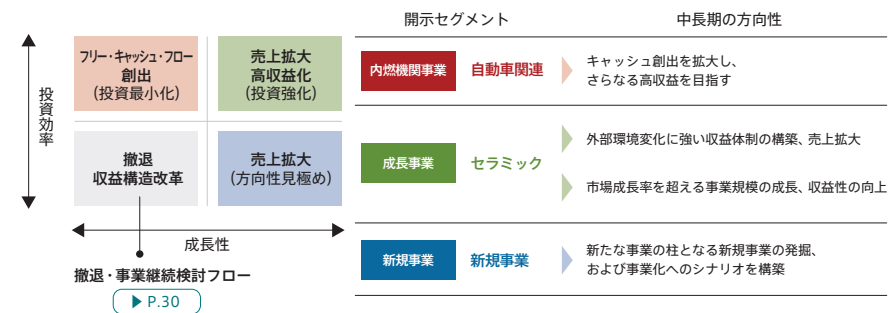 投資効率
フリー・キャッシュ・フロー
創出
(投資最小化)
売上拡大
高収益化
(投資強化)
撤退
収益構造改革
売上拡大
(方向性見極め)
成長性
撤退・事業継続検討フロー
▶ P.30
開示セグメント
中長期の方向性
内燃機関事業
自動車関連
キャッシュ創出を拡大し、
さらなる高収益を目指す
成長事業
セラミック
外部環境変化に強い収益体制の構築、売上拡大
市場成長率を超える事業規模の成長、収益性の向上
新規事業
新規事業
新たな事業の柱となる新規事業の発掘、
および事業化へのシナリオを構築